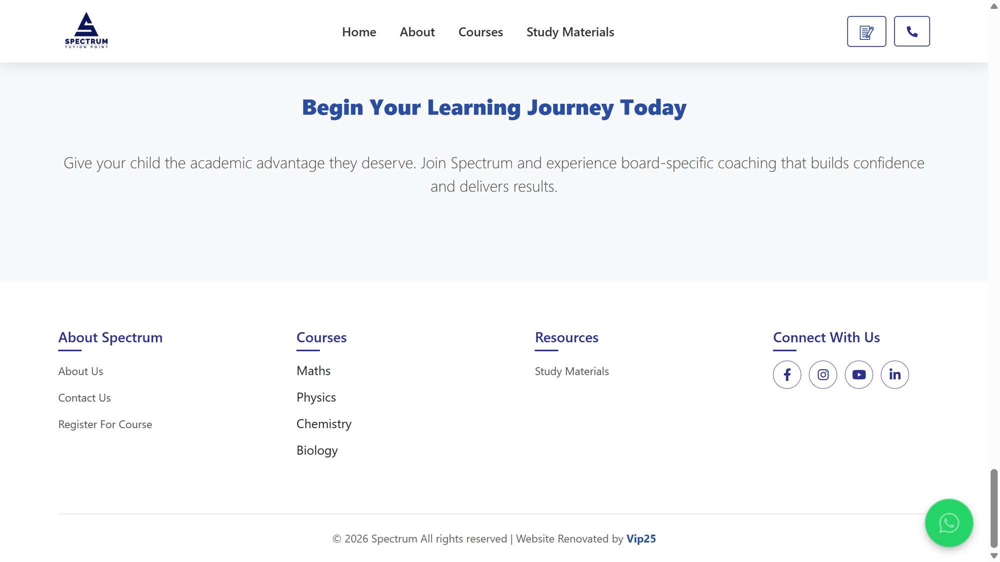 SPECTRUM
TUTION POINT
Home
About
Courses
Study Materials
Begin Your Learning Journey Today
Give your child the academic advantage they deserve. Join Spectrum and experience board-specific coaching that builds confidence
and delivers results.
About Spectrum
About Us
Contact Us
Register For Course
Courses
Maths
Physics
Chemistry
Biology
Resources
Study Materials
Connect With Us
© 2026 Spectrum All rights reserved | Website Renovated by Vip25